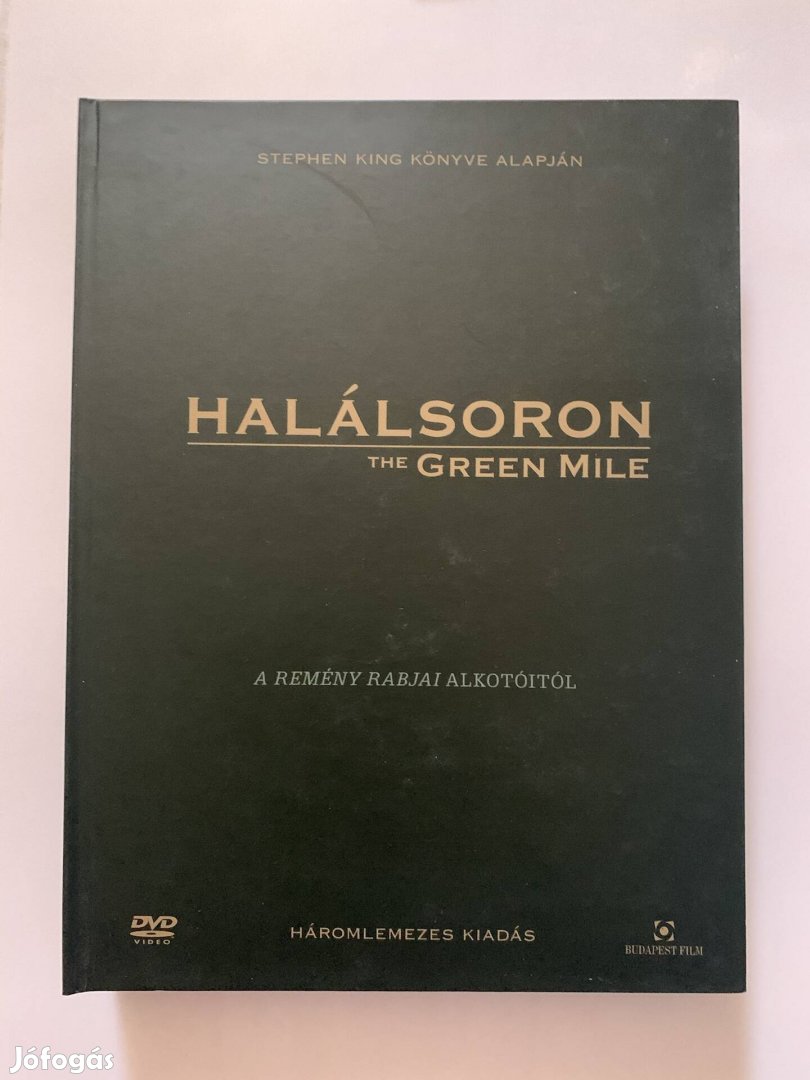 STEPHEN KING KÖNYVE ALAPJÁN
HALÁLSORON
THE GREEN MILE
A REMÉNY RABJAI ALKOTÓITÓL
DVD
VIDEO
HÁROMLEMEZES KIADÁS
BUDAPEST FILM
Jófogás